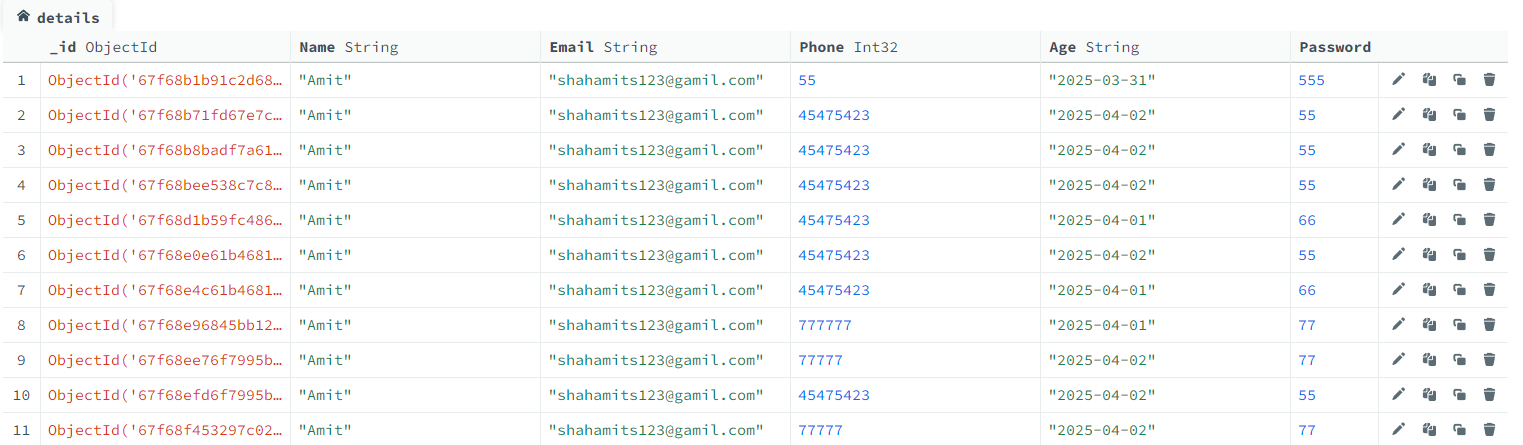 details
_id ObjectId Name String Email String Phone Int32 Age String Password
1 ObjectId('67f68b1b91c2d68… "Amit" "shahamits123@gamil.com" 55 "2025-03-31" 555
2 ObjectId('67f68b71fd67e7c… "Amit" "shahamits123@gamil.com" 45475423 "2025-04-02" 55
3 ObjectId('67f68b8badf7a61… "Amit" "shahamits123@gamil.com" 45475423 "2025-04-02" 55
4 ObjectId('67f68bee538c7c8… "Amit" "shahamits123@gamil.com" 45475423 "2025-04-02" 55
5 ObjectId('67f68d1b59fc486… "Amit" "shahamits123@gamil.com" 45475423 "2025-04-01" 66
6 ObjectId('67f68e0e61b4681… "Amit" "shahamits123@gamil.com" 45475423 "2025-04-02" 55
7 ObjectId('67f68e4c61b4681… "Amit" "shahamits123@gamil.com" 45475423 "2025-04-01" 66
8 ObjectId('67f68e96845bb12… "Amit" "shahamits123@gamil.com" 777777 "2025-04-01" 77
9 ObjectId('67f68ee76f7995b… "Amit" "shahamits123@gamil.com" 77777 "2025-04-02" 77
10 ObjectId('67f68efd6f7995b… "Amit" "shahamits123@gamil.com" 45475423 "2025-04-02" 55
11 ObjectId('67f68f453297c02… "Amit" "shahamits123@gamil.com" 77777 "2025-04-02" 77